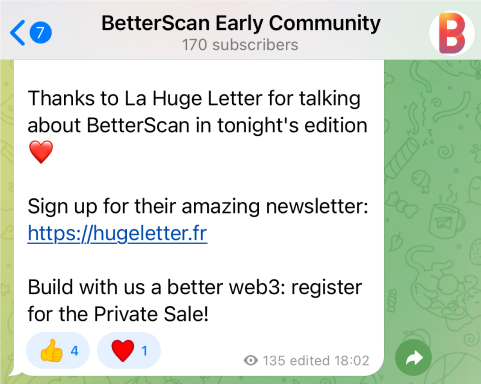 7
BetterScan Early Community
170 subscribers
B
Thanks to La Huge Letter for talking
about BetterScan in tonight's edition
❤️
Sign up for their amazing newsletter:
https://hugeletter.fr
Build with us a better web3: register
for the Private Sale!
👍 4 ❤️ 1 135 edited 18:02